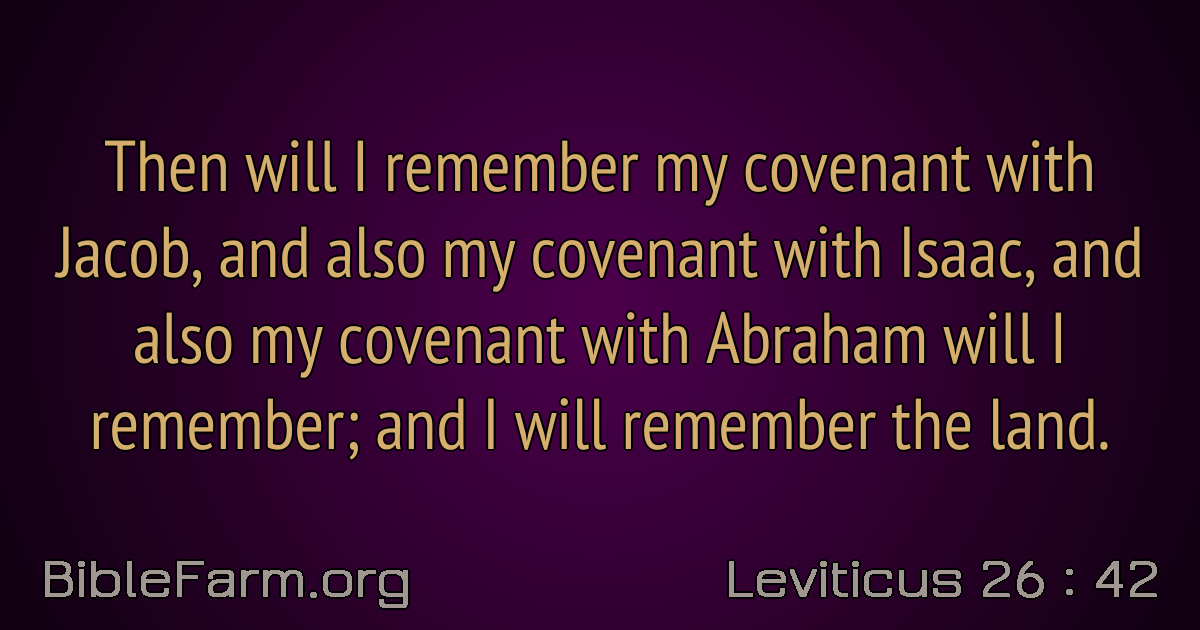 Then will I remember my covenant with
Jacob, and also my covenant with Isaac, and
also my covenant with Abraham will I
remember; and I will remember the land.
BibleFarm.org
Leviticus 26 : 42